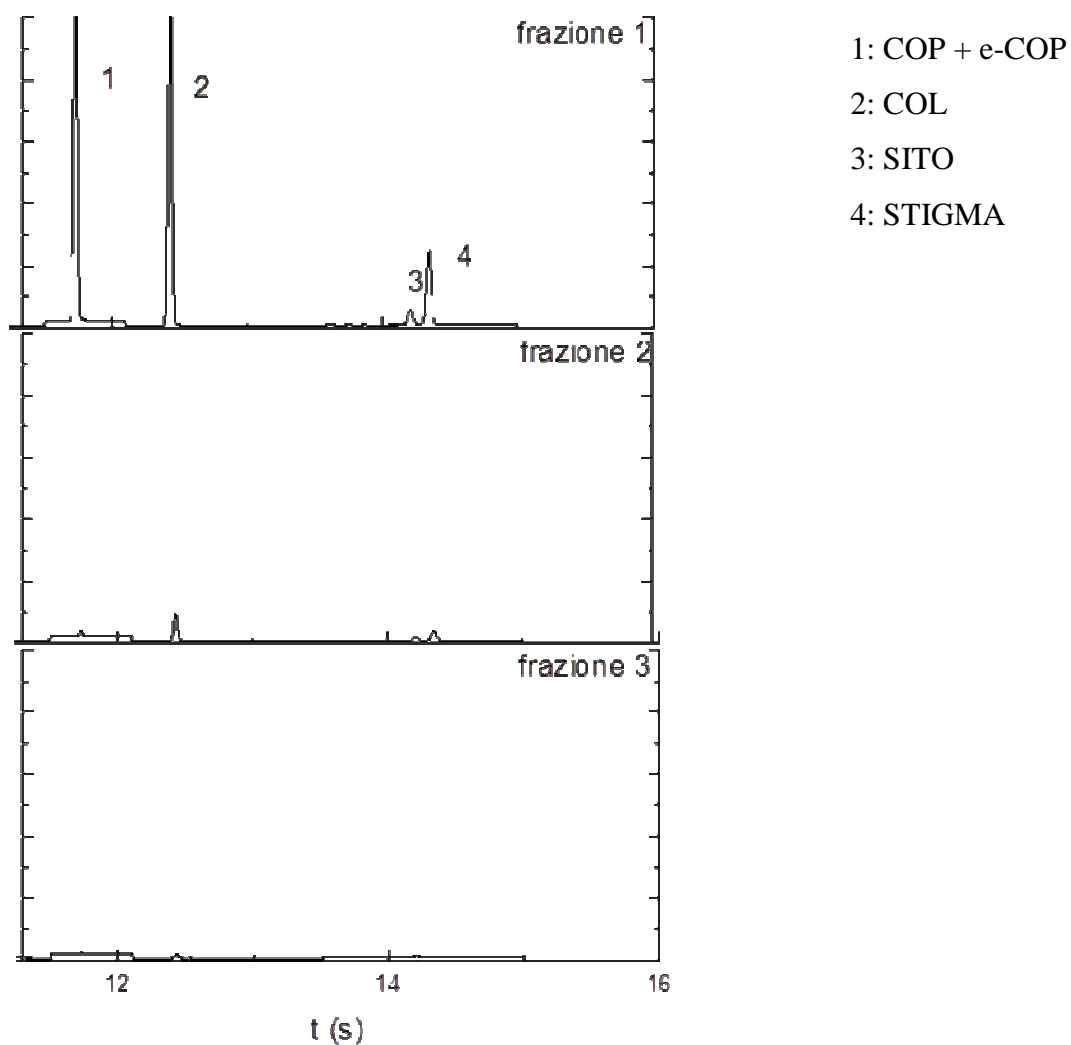 frazione 1
1
2
3
4
1: COP + e-COP
2: COL
3: SITO
4: STIGMA
frazione 2
frazione 3
12
14
16
t (s)